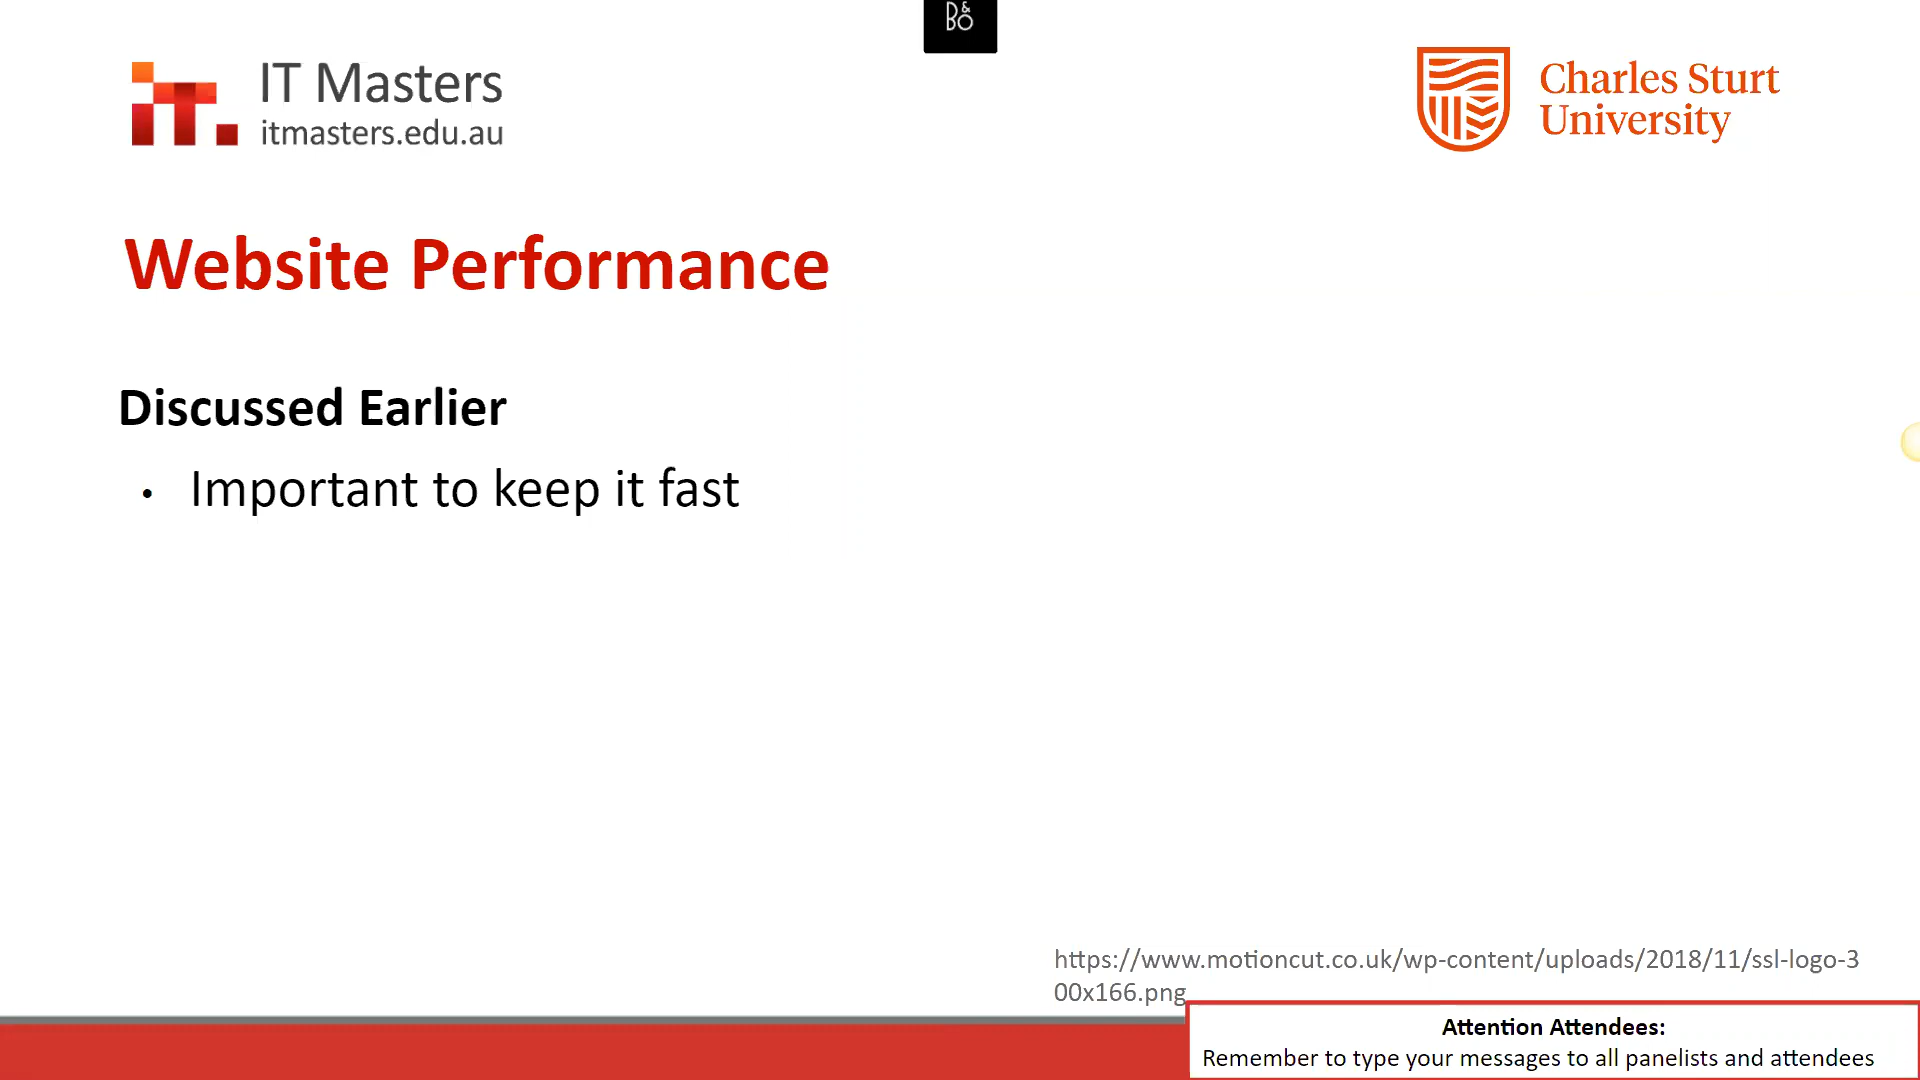 B&O
IT Masters
itmasters.edu.au
Charles Sturt
University
Website Performance
Discussed Earlier
• Important to keep it fast
https://www.motioncut.co.uk/wp-content/uploads/2018/11/ssl-logo-3
00x166.png
Attention Attendees:
Remember to type your messages to all panelists and attendees